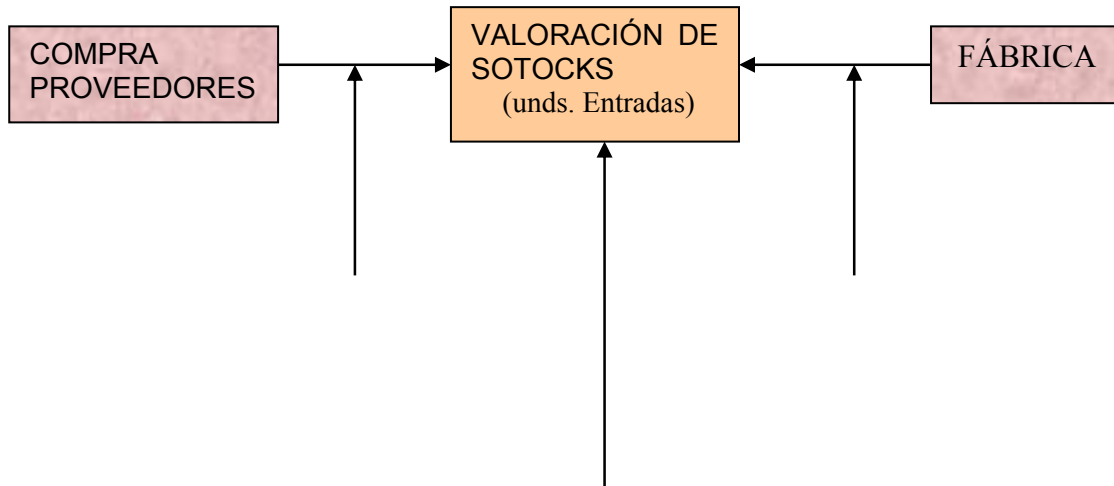 COMPRA
PROVEEDORES
VALORACIÓN DE
SOTOCKS
(unds. Entradas)
FÁBRICA